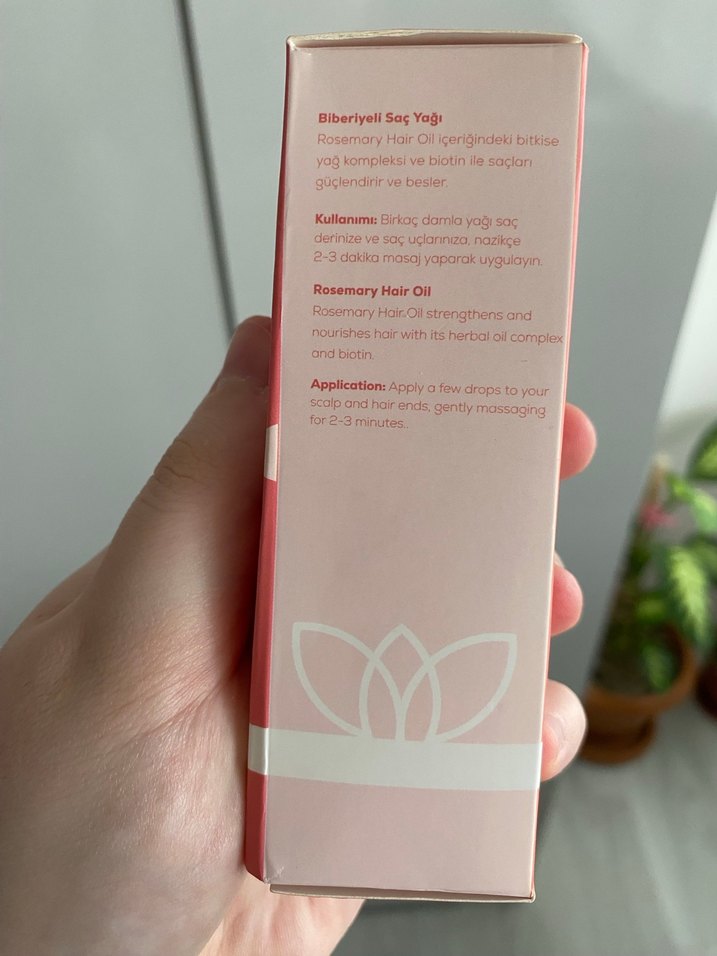 Biberiyeli Saç Yağı
Rosemary Hair Oil içeriğindeki bitkise
yağ kompleksi ve biotin ile saçları
güçlendirir ve besler.
Kullanımı: Birkaç damla yağı saç
derinize ve saç uçlarınıza, nazikçe
2-3 dakika masaj yaparak uygulayın.
Rosemary Hair Oil
Rosemary Hair Oil strengthens and
nourishes hair with its herbal oil complex
and biotin.
Application: Apply a few drops to your
scalp and hair ends, gently massaging
for 2-3 minutes..